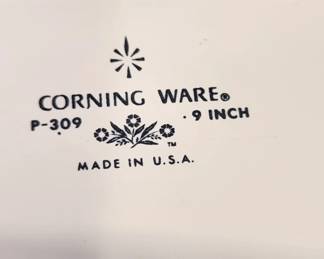 CORNING WARE®
P-309 · 9 INCH
TM
MADE IN U.S.A.